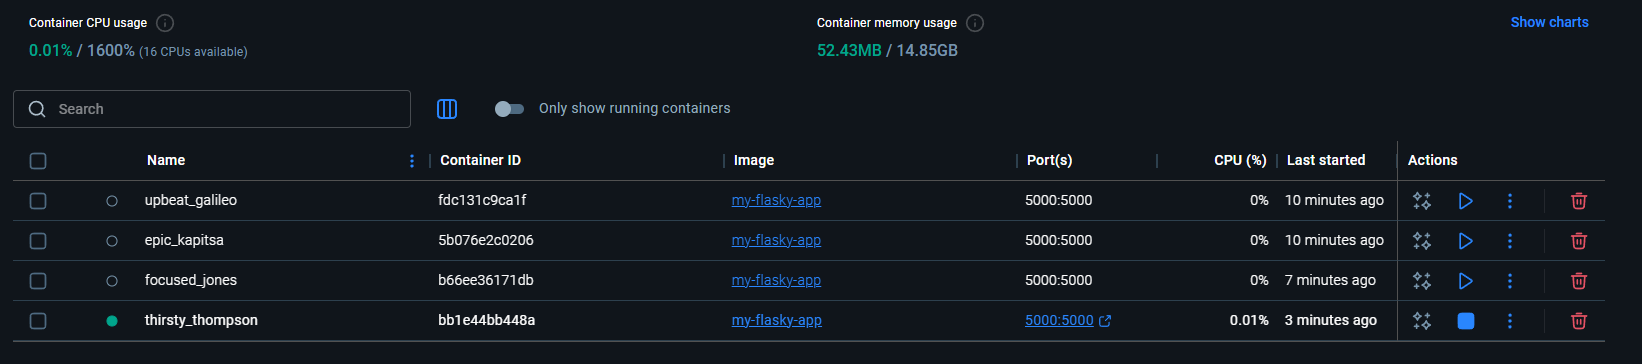 Container CPU usage
0.01% / 1600% (16 CPUs available)
Container memory usage
52.43MB / 14.85GB
Show charts
Search
Only show running containers
Name Container ID Image Port(s) CPU (%) Last started Actions
upbeat_galileo fdc131c9ca1f my-flasky-app 5000:5000 0% 10 minutes ago
epic_kapitsa 5b076e2c0206 my-flasky-app 5000:5000 0% 10 minutes ago
focused_jones b66ee36171db my-flasky-app 5000:5000 0% 7 minutes ago
thirsty_thompson bb1e44bb448a my-flasky-app 5000:5000 0.01% 3 minutes ago